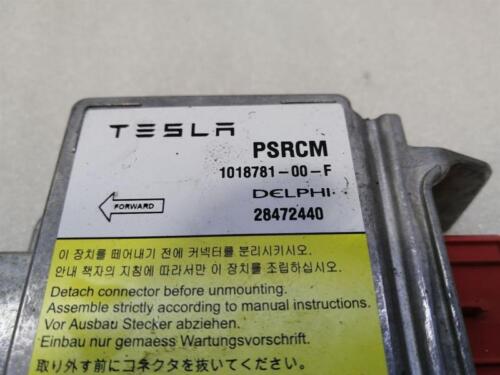 TESLA
PSRCM
1018781-00-F
DELPHI
FORWARD
28472440
이 장치를 떼어내기 전에 커넥터를 분리시키시오.
안내 책자의 지침에 따라서만 이 장치를 조립하십시오.
Detach connector before unmounting.
Assemble strictly according to manual instructions.
Vor Ausbau Stecker abziehen.
Einbau nur gemaess Wartungsvorschrift.
取り外す前にコネクタを抜いてください。